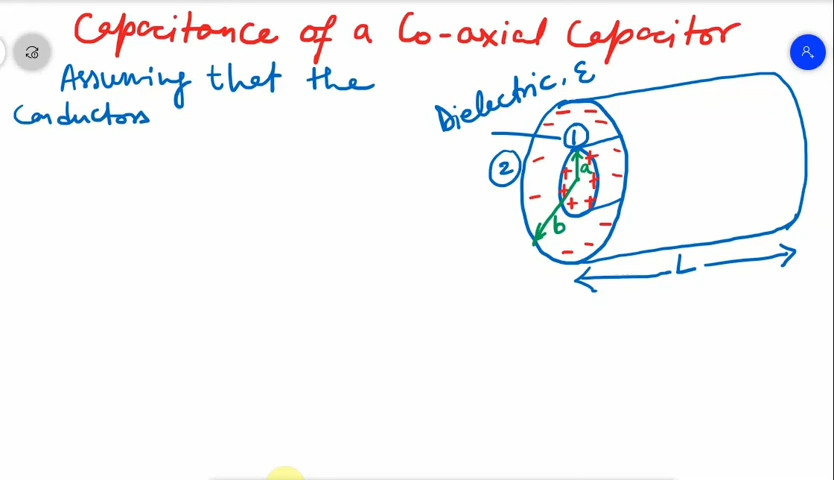 Capacitance of a Co-axial Capacitor
Assuming that the
Conductors
Dielectric, ε
1
2
a
b
L